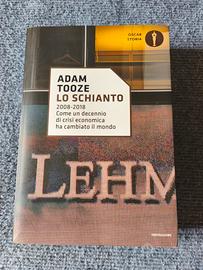 OSCAR
STORIA
ADAM
TOOZE
LO SCHIANTO
2008-2018
Come un decennio
di crisi economica
ha cambiato il mondo
LEHM
MONDADORI